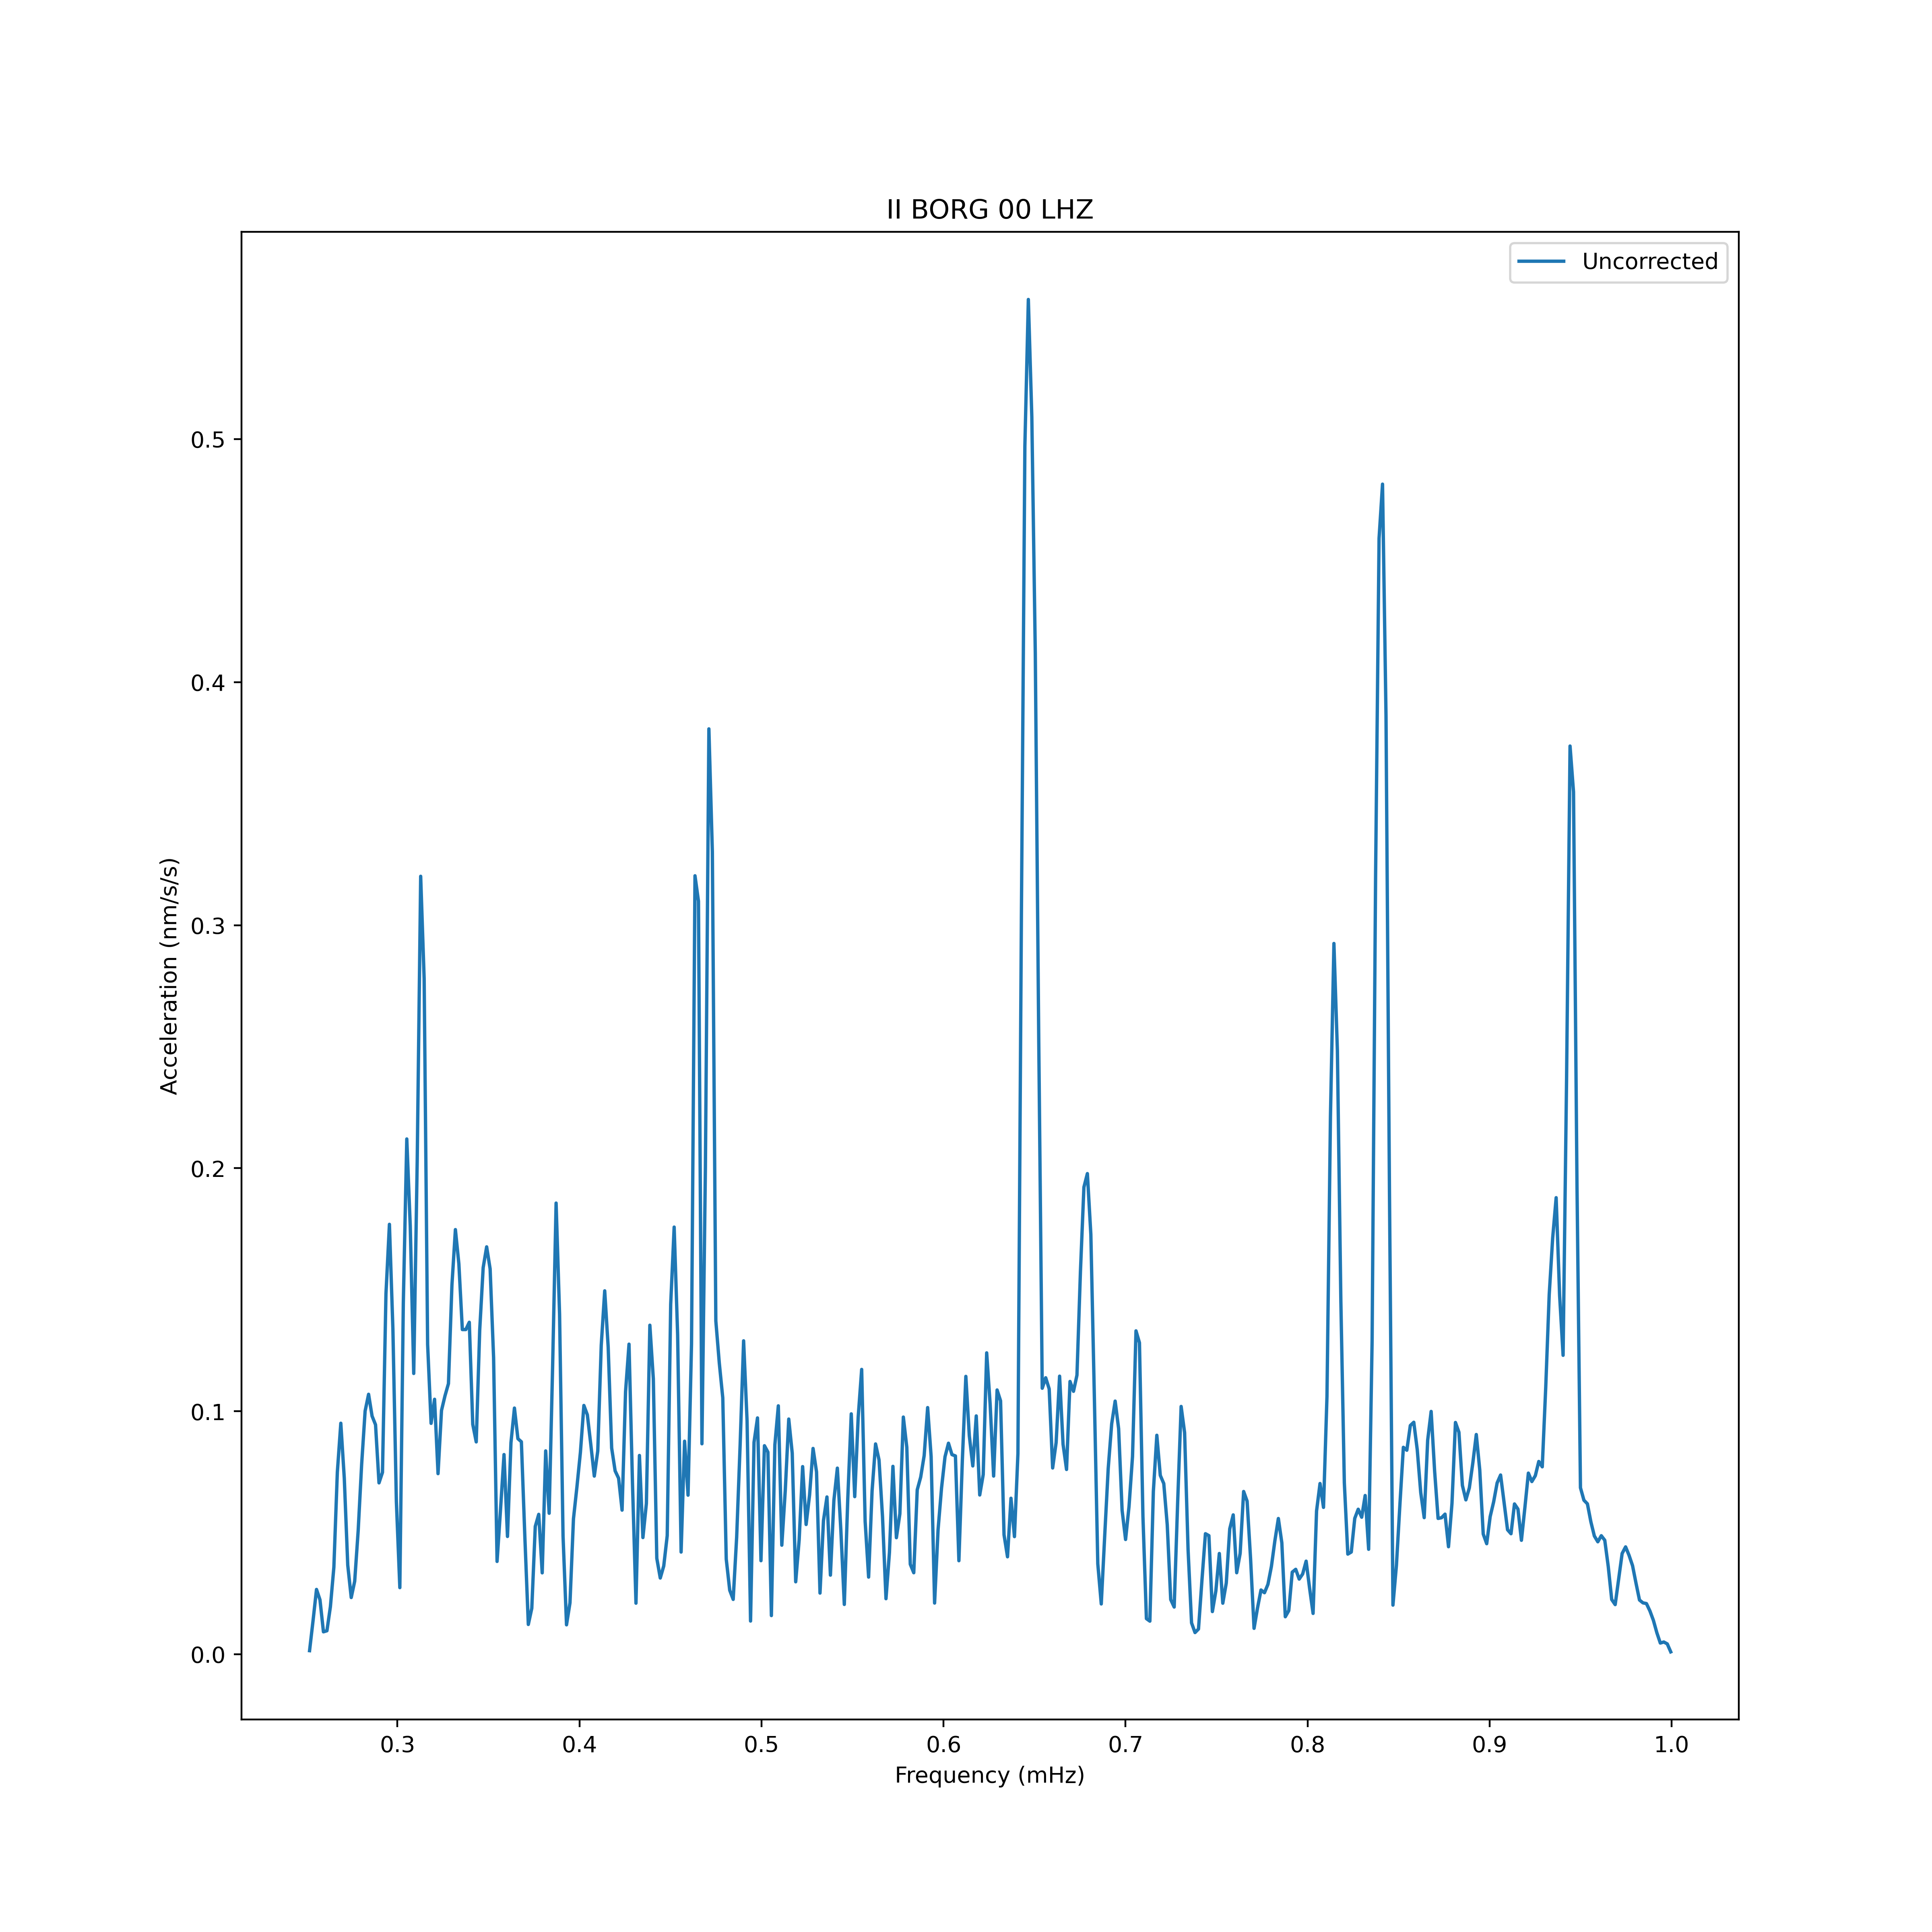 II BORG 00 LHZ
Uncorrected
Acceleration (nm/s/s)
0.5
0.4
0.3
0.2
0.1
0.0
0.3 0.4 0.5 0.6 0.7 0.8 0.9 1.0
Frequency (mHz)